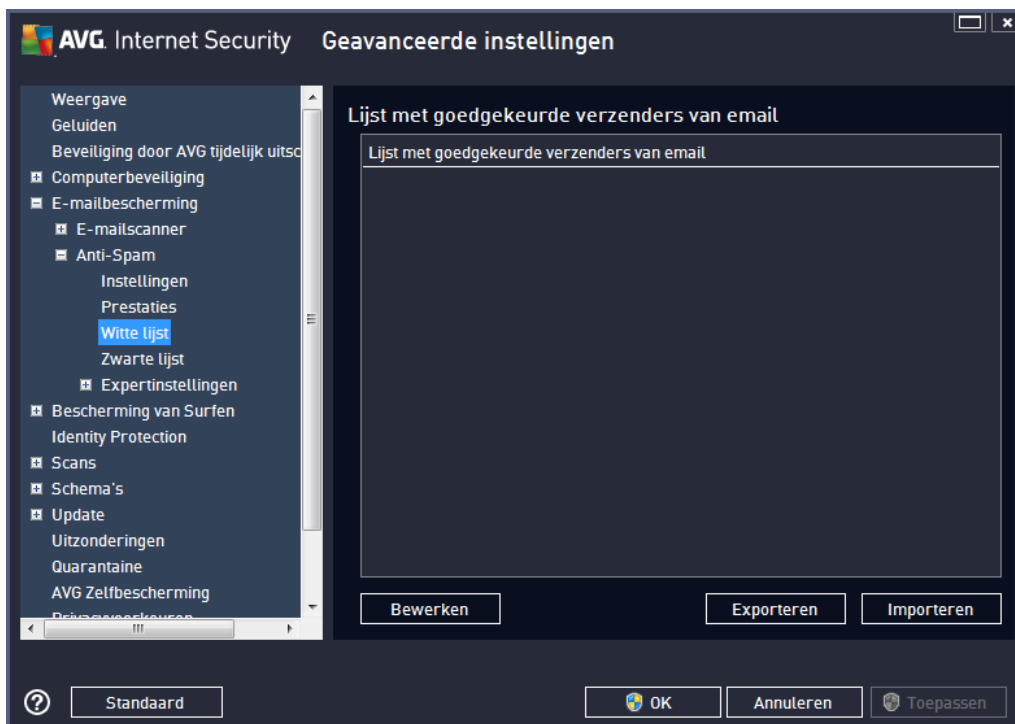 AVG. Internet Security Geavanceerde instellingen
Weergave
Geluiden
Beveiliging door AVG tijdelijk uitsc
Computerbeveiliging
E-mailbescherming
E-mailscanner
Anti-Spam
Instellingen
Prestaties
Witte lijst
Zwarte lijst
Expertinstellingen
Bescherming van Surfen
Identity Protection
Scans
Schema's
Update
Uitzonderingen
Quarantaine
AVG Zelfbescherming
Privacyvoorkeuren
Lijst met goedgekeurde verzenders van email
Lijst met goedgekeurde verzenders van email
Bewerken
Exporteren
Importeren
Standaard
OK
Annuleren
Toepassen